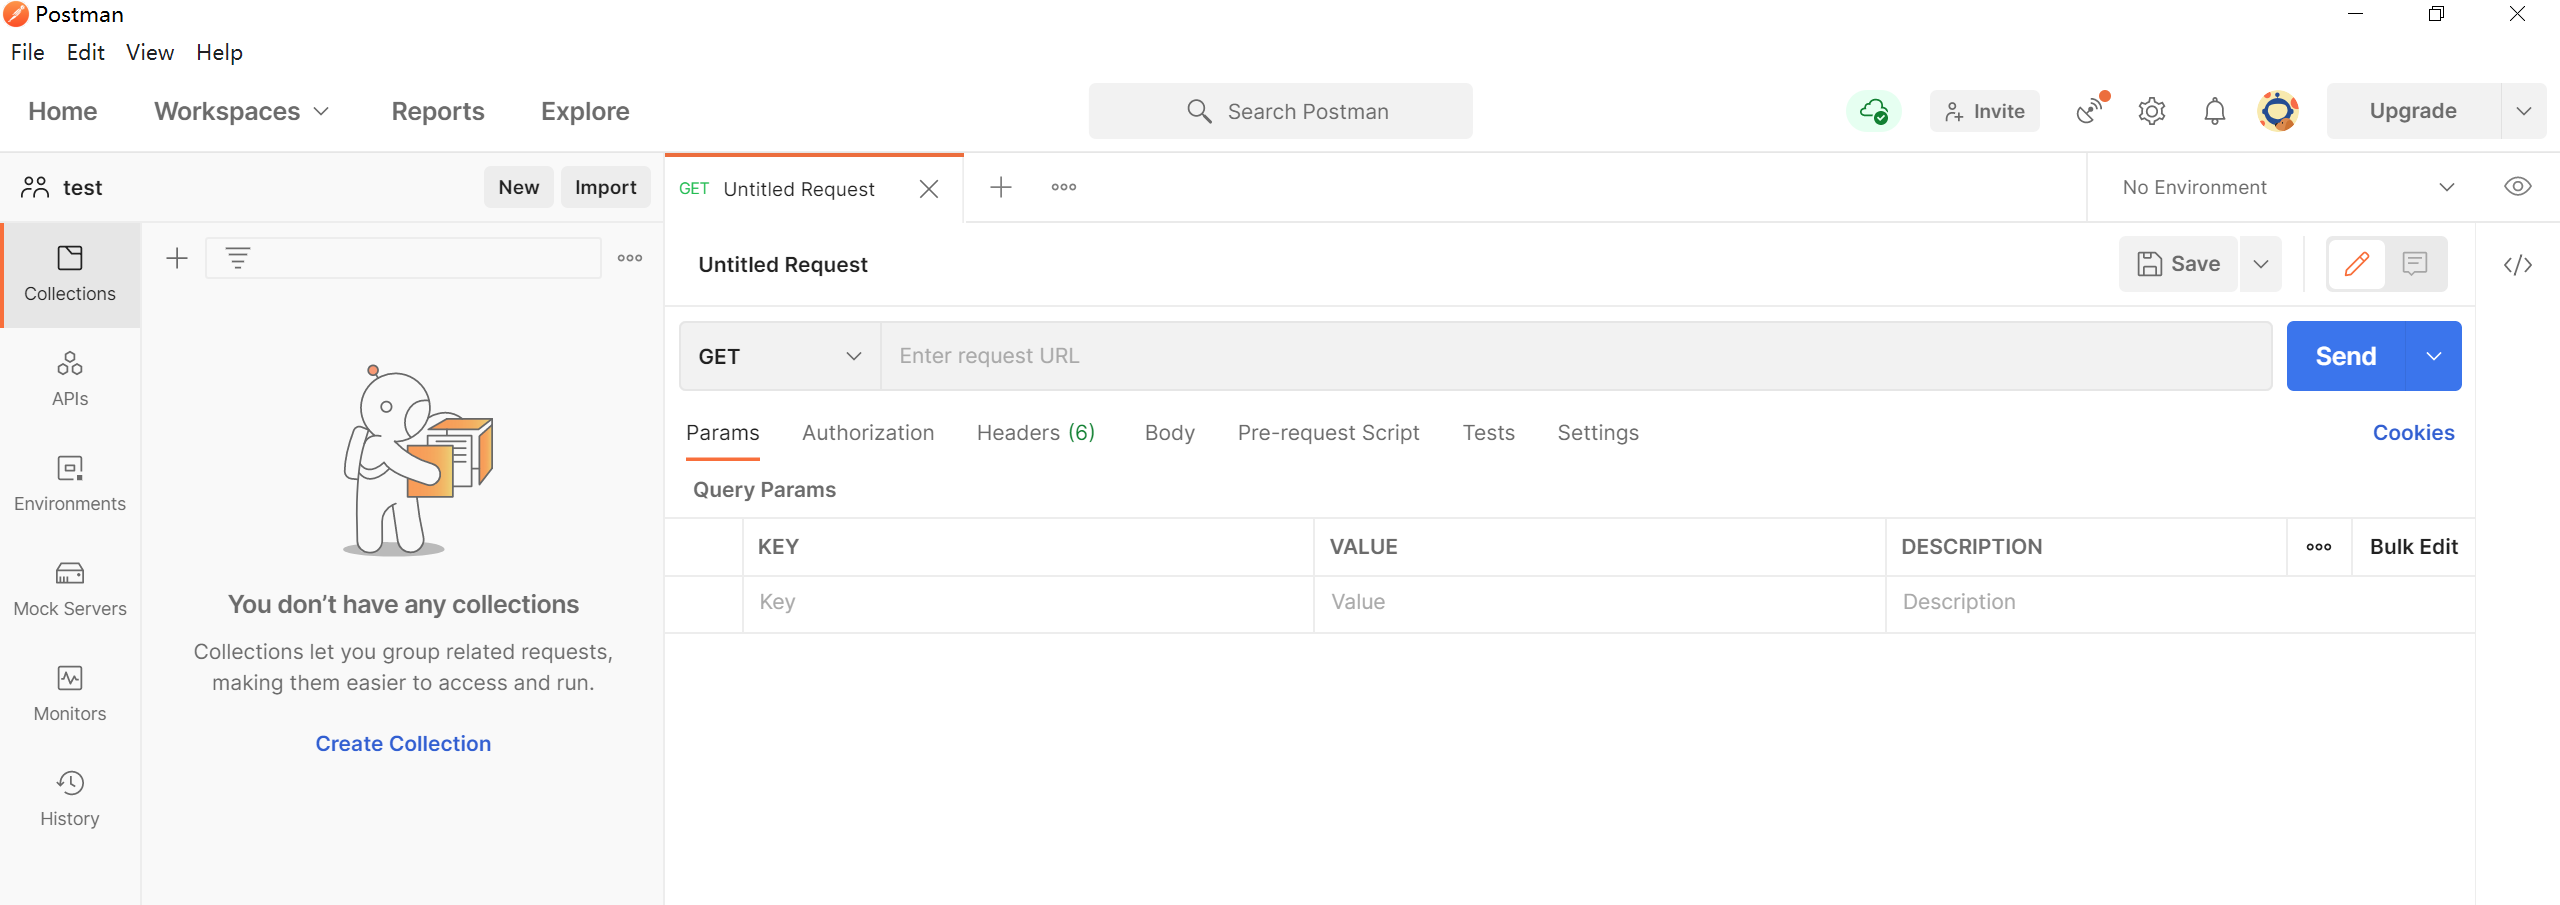 Postman
File Edit View Help
Home Workspaces Reports Explore Search Postman Invite Upgrade
test New Import GET Untitled Request No Environment
Collections
APIs
Environments
Mock Servers
Monitors
History
You don’t have any collections
Collections let you group related requests,
making them easier to access and run.
Create Collection
Untitled Request Save
GET Enter request URL Send
Params Authorization Headers (6) Body Pre-request Script Tests Settings Cookies
Query Params
KEY VALUE DESCRIPTION Bulk Edit
Key Value Description